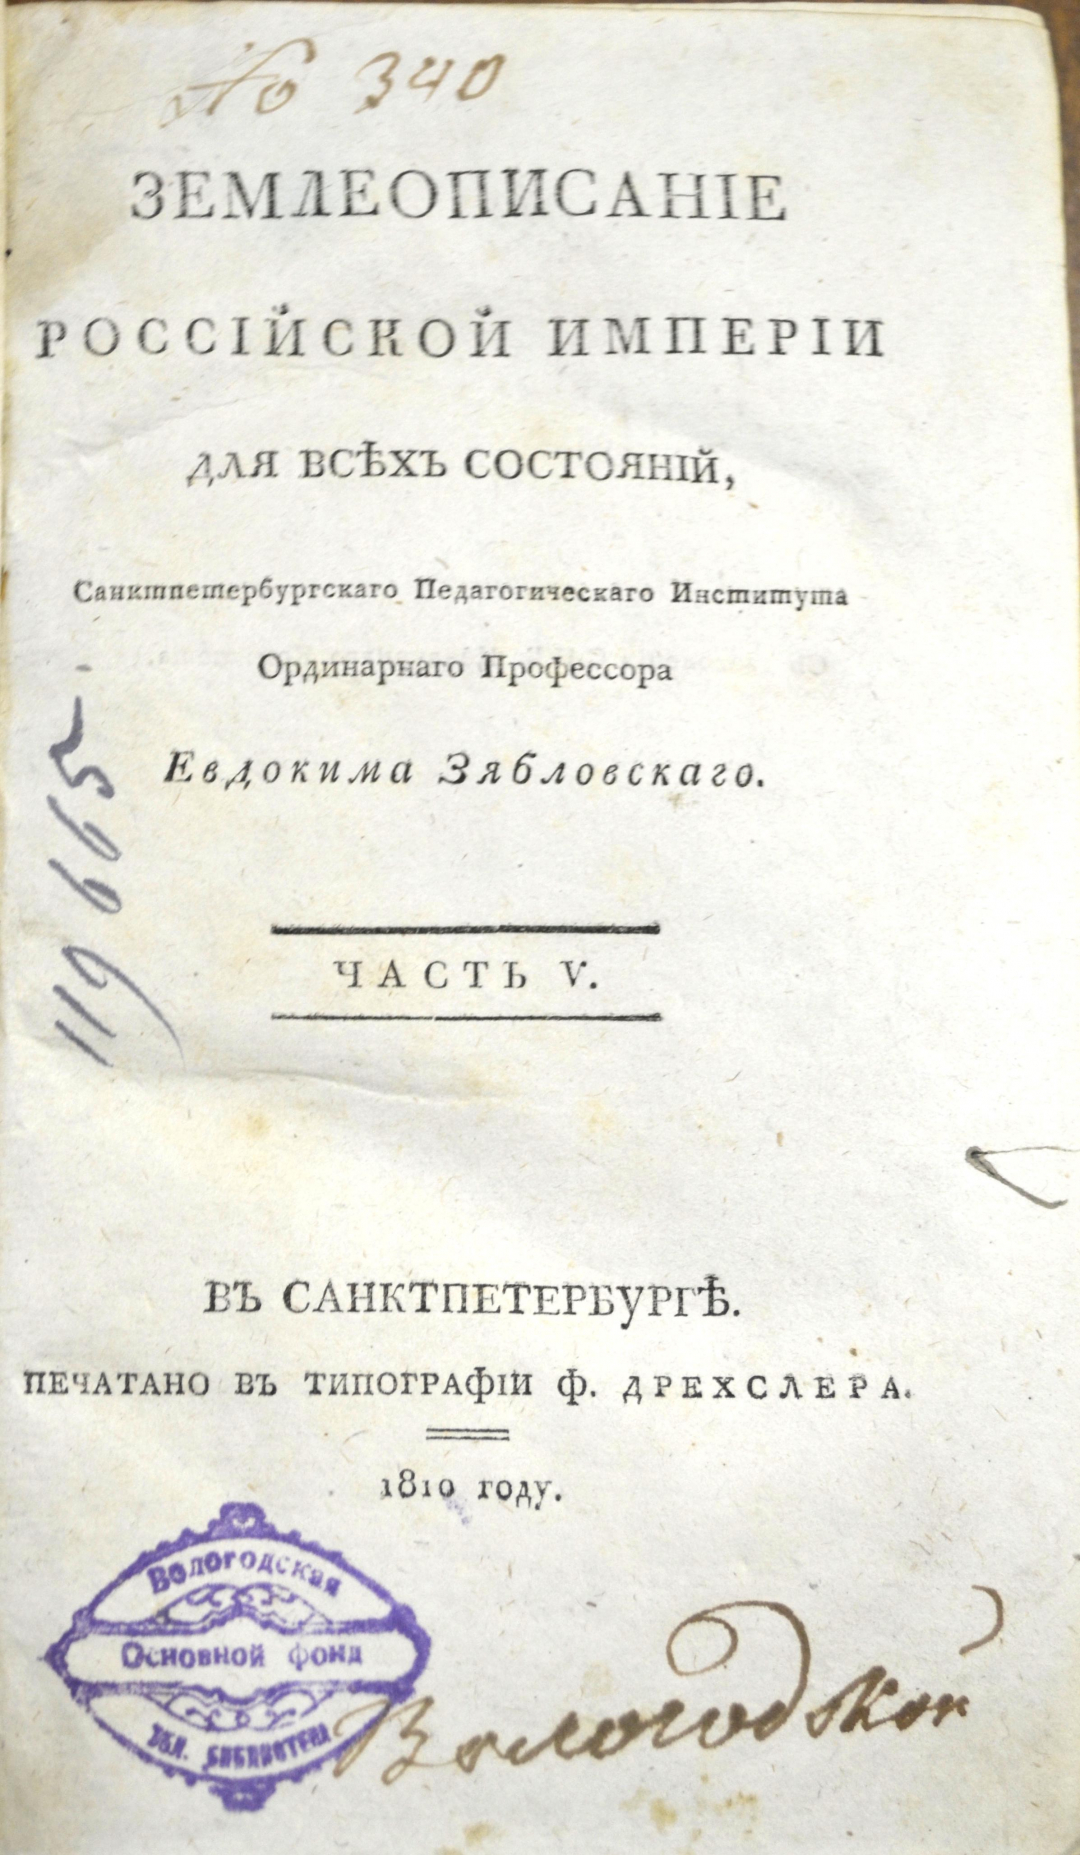 No 340
ЗЕМЛЕОПИСАНІЕ
РОССІЙСКОЙ ИМПЕРІИ
ДЛЯ ВСѢХЪ СОСТОЯНІЙ,
Санктпетербургскаго Педагогическаго Института
Ординарнаго Профессора
Евдокима Зябловскаго.
119665
ЧАСТЬ V.
ВЪ САНКТПЕТЕРБУРГѢ.
ПЕЧАТАНО ВЪ ТИПОГРАФІИ Ф. ДРЕХСЛЕРА.
1810 году.
Вологодская
Основной фонд
Обл. БИБЛИОТЕКА
Вологодской